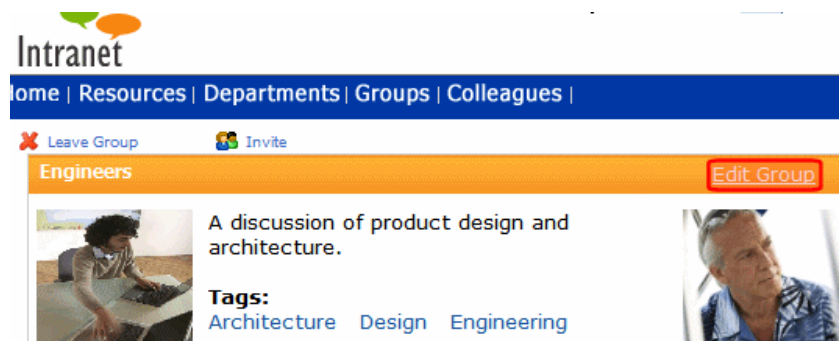 Intranet
Home | Resources | Departments | Groups | Colleagues |
Leave Group Invite
Engineers Edit Group
A discussion of product design and
architecture.
Tags:
Architecture Design Engineering